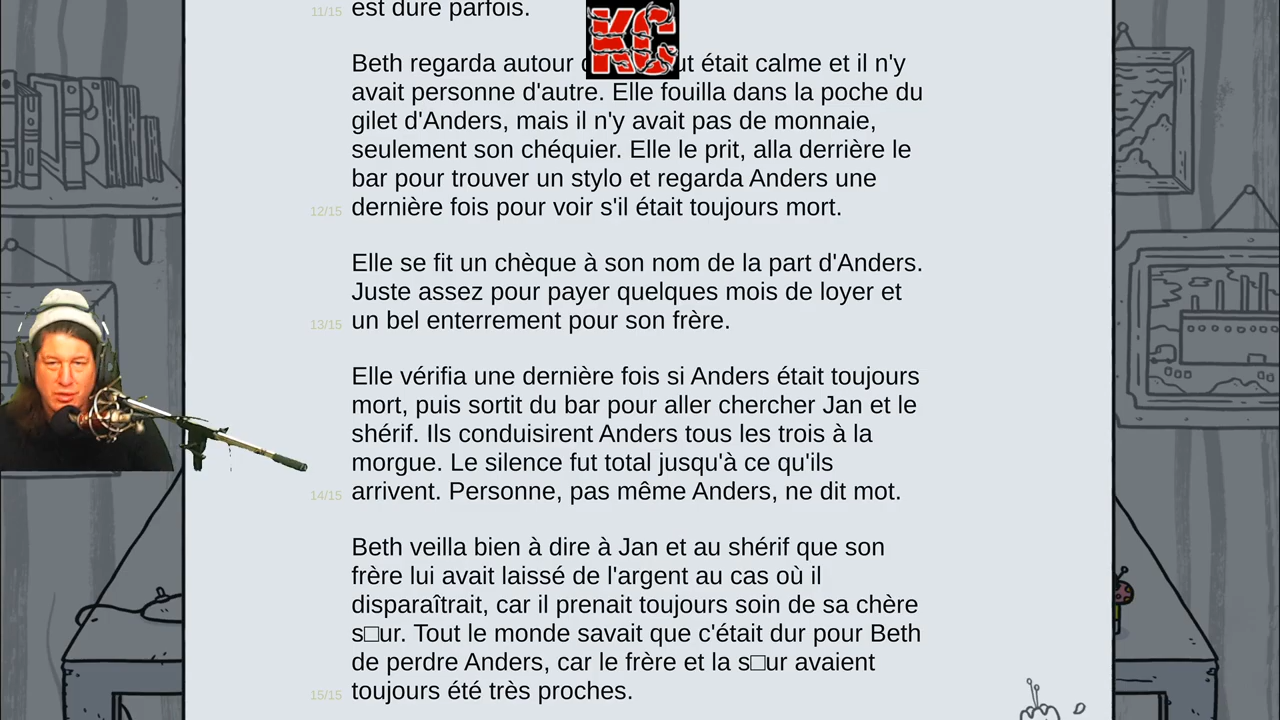 11/15 est dure parfois.
KC
Beth regarda autour ut était calme et il n'y
avait personne d'autre. Elle fouilla dans la poche du
gilet d'Anders, mais il n'y avait pas de monnaie,
seulement son chéquier. Elle le prit, alla derrière le
bar pour trouver un stylo et regarda Anders une
12/15 dernière fois pour voir s'il était toujours mort.
Elle se fit un chèque à son nom de la part d'Anders.
Juste assez pour payer quelques mois de loyer et
13/15 un bel enterrement pour son frère.
Elle vérifia une dernière fois si Anders était toujours
mort, puis sortit du bar pour aller chercher Jan et le
shérif. Ils conduisirent Anders tous les trois à la
morgue. Le silence fut total jusqu'à ce qu'ils
14/15 arrivent. Personne, pas même Anders, ne dit mot.
Beth veilla bien à dire à Jan et au shérif que son
frère lui avait laissé de l'argent au cas où il
disparaîtrait, car il prenait toujours soin de sa chère
s□ur. Tout le monde savait que c'était dur pour Beth
de perdre Anders, car le frère et la s□ur avaient
15/15 toujours été très proches.